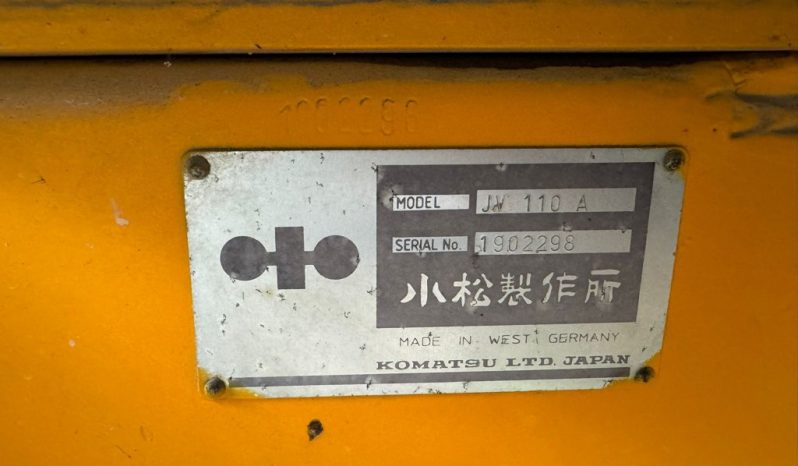 MODEL JV 110 A
SERIAL No. 1902298
小松製作所
MADE IN WEST GERMANY
KOMATSU LTD. JAPAN